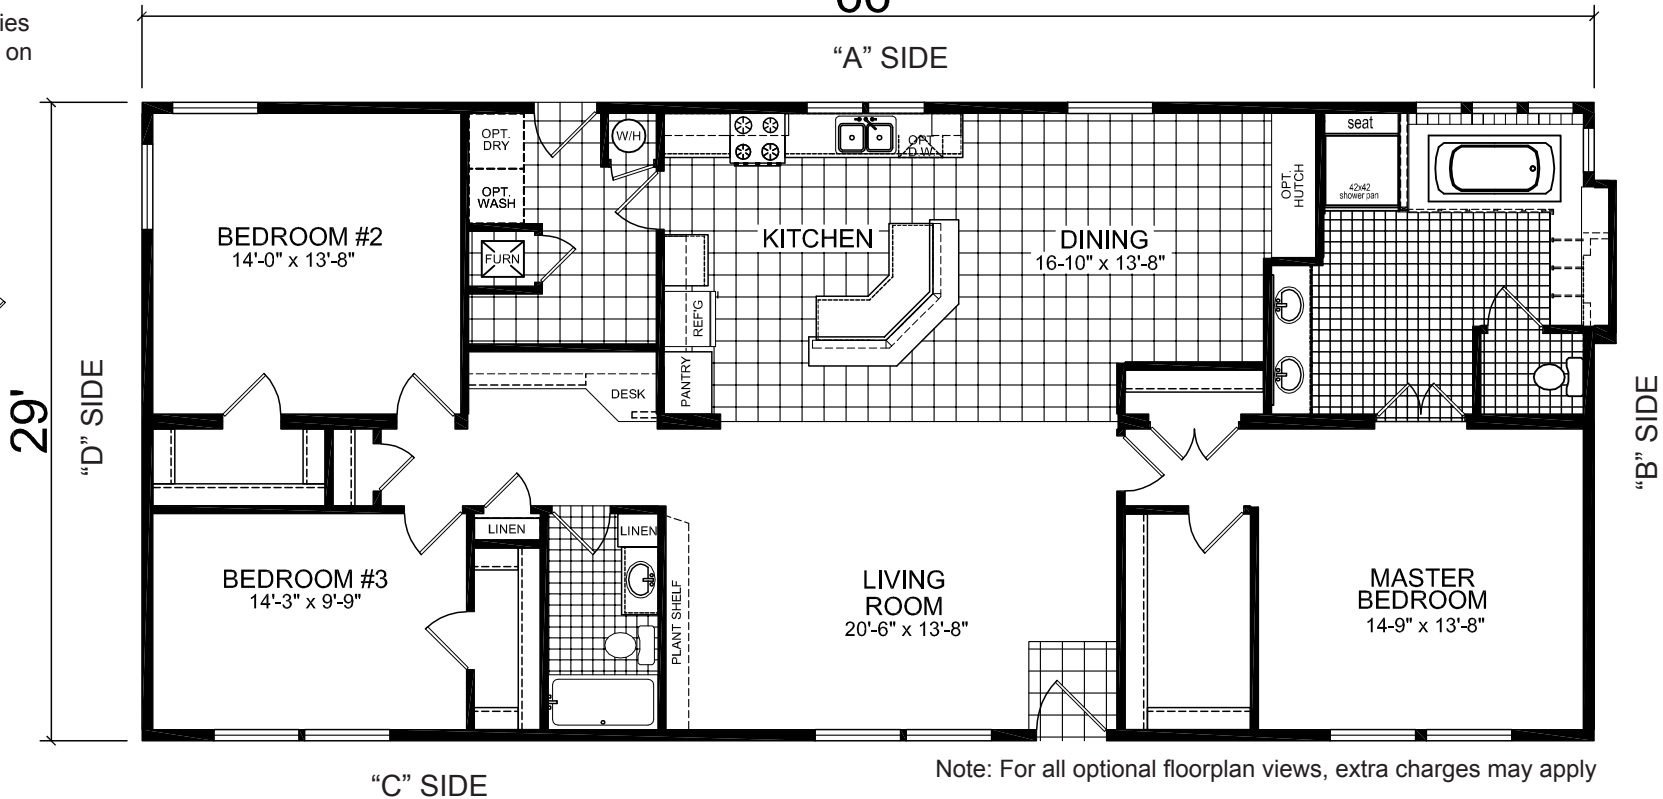 ies
on
"A" SIDE
29'
"D" SIDE
"B" SIDE
"C" SIDE
BEDROOM #2
14'-0" x 13'-8"
OPT.
DRY
OPT.
WASH
W/H
FURN
OPT
D.W.
KITCHEN
REF'G
PANTRY
DESK
DINING
16-10" x 13'-8"
OPT.
HUTCH
seat
42x42
shower pan
LINEN
LINEN
BEDROOM #3
14'-3" x 9'-9"
PLANT SHELF
LIVING
ROOM
20'-6" x 13'-8"
MASTER
BEDROOM
14-9" x 13'-8"
Note: For all optional floorplan views, extra charges may apply